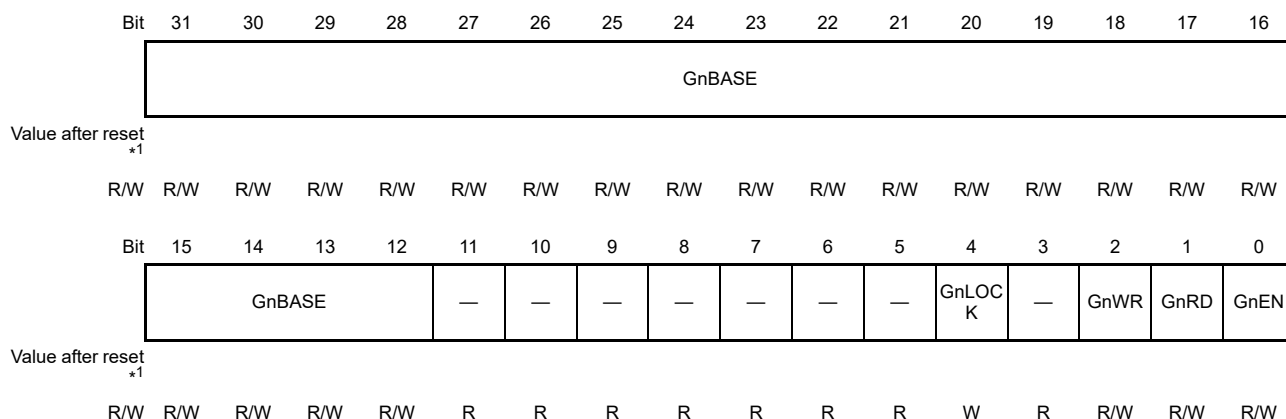 Bit 31 30 29 28 27 26 25 24 23 22 21 20 19 18 17 16
GnBASE
Value after reset
*1
R/W R/W R/W R/W R/W R/W R/W R/W R/W R/W R/W R/W R/W R/W R/W R/W R/W
Bit 15 14 13 12 11 10 9 8 7 6 5 4 3 2 1 0
GnBASE — — — — — — — GnLOC
K — GnWR GnRD GnEN
Value after reset
*1
R/W R/W R/W R/W R/W R R R R R R R W R R/W R/W R/W